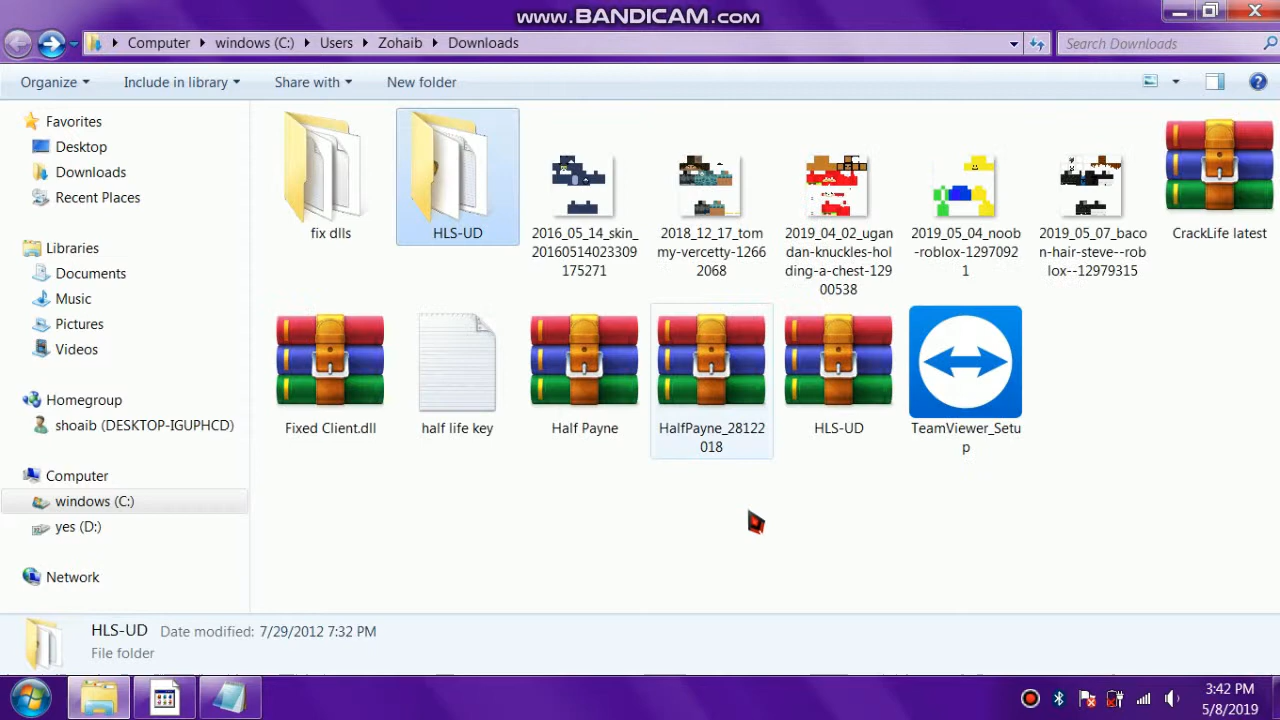 www.BANDICAM.com
Computer windows (C:) Users Zohaib Downloads
Search Downloads
Organize Include in library Share with New folder
Favorites
Desktop
Downloads
Recent Places
Libraries
Documents
Music
Pictures
Videos
Homegroup
shoaib (DESKTOP-IGUPHCD)
Computer
windows (C:)
yes (D:)
Network
fix dlls
HLS-UD
2016_05_14_skin_
20160514023309
175271
2018_12_17_tom
my-vercetty-1266
2068
2019_04_02_ugan
dan-knuckles-hol
ding-a-chest-129
00538
2019_05_04_noob
-roblox-1297092
1
2019_05_07_baco
n-hair-steve--rob
lox--12979315
CrackLife latest
Fixed Client.dll
half life key
Half Payne
HalfPayne_28122
018
HLS-UD
TeamViewer_Setu
p
HLS-UD Date modified: 7/29/2012 7:32 PM
File folder
3:42 PM
5/8/2019